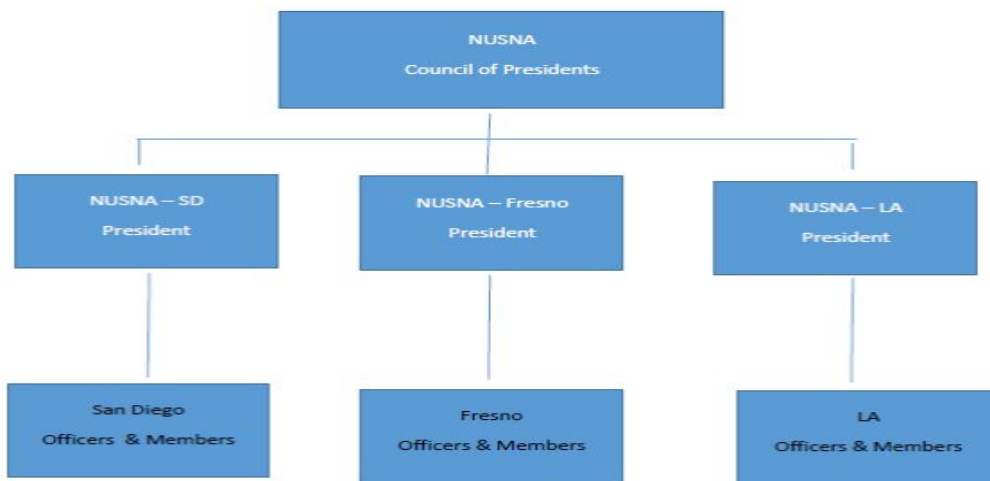 NUSNA
Council of Presidents
NUSNA – SD
President
NUSNA – Fresno
President
NUSNA – LA
President
San Diego
Officers & Members
Fresno
Officers & Members
LA
Officers & Members